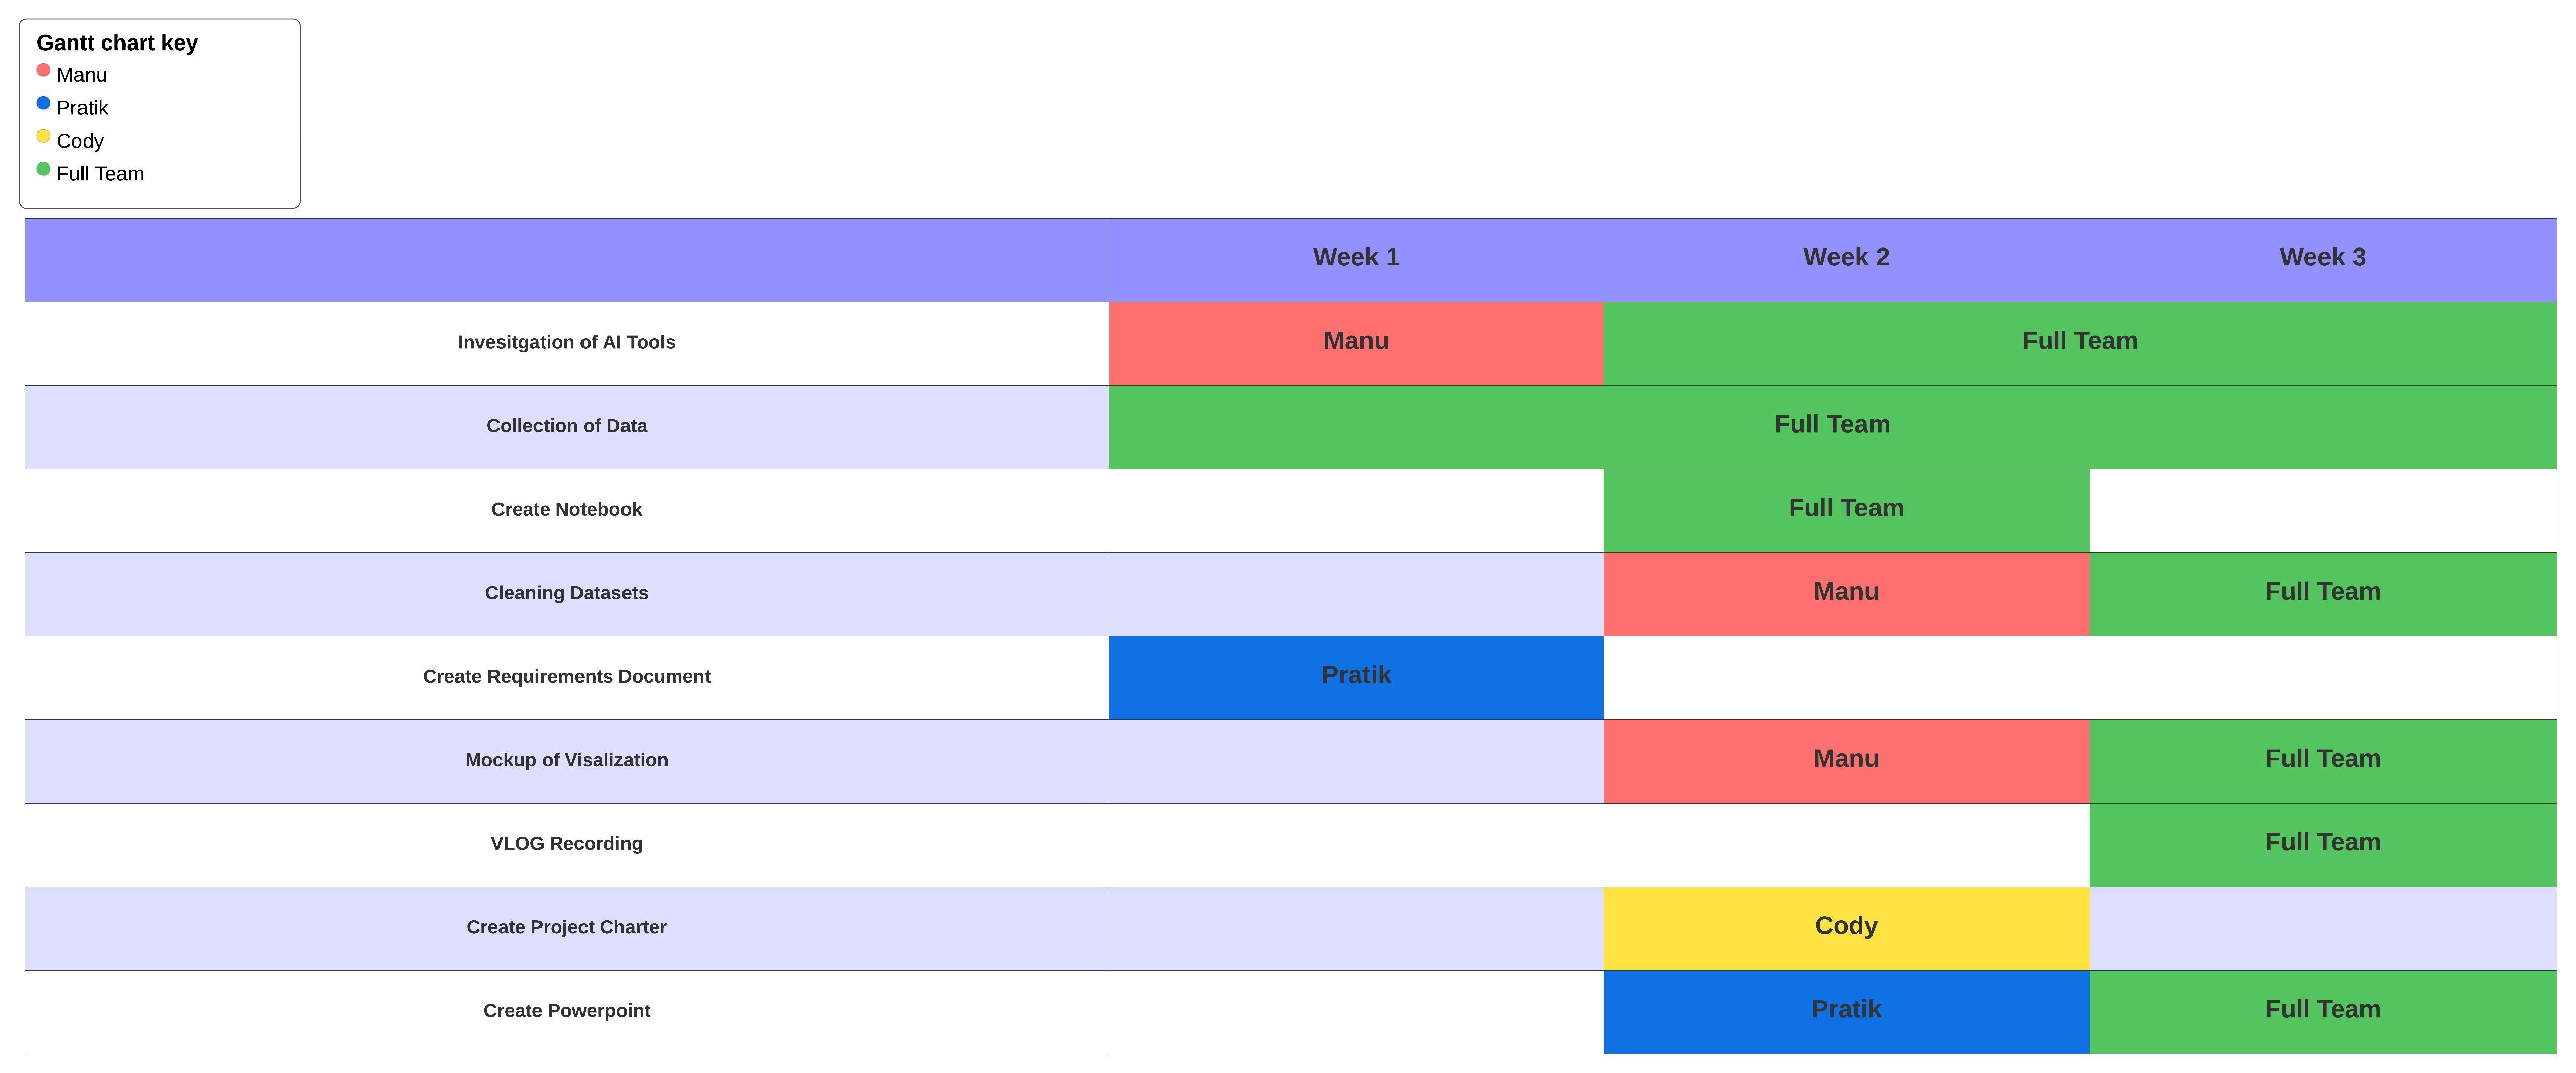 Gantt chart key
Manu
Pratik
Cody
Full Team
Week 1 Week 2 Week 3
Invesitgation of AI Tools Manu Full Team
Collection of Data Full Team
Create Notebook Full Team
Cleaning Datasets Manu Full Team
Create Requirements Document Pratik
Mockup of Visalization Manu Full Team
VLOG Recording Full Team
Create Project Charter Cody
Create Powerpoint Pratik Full Team